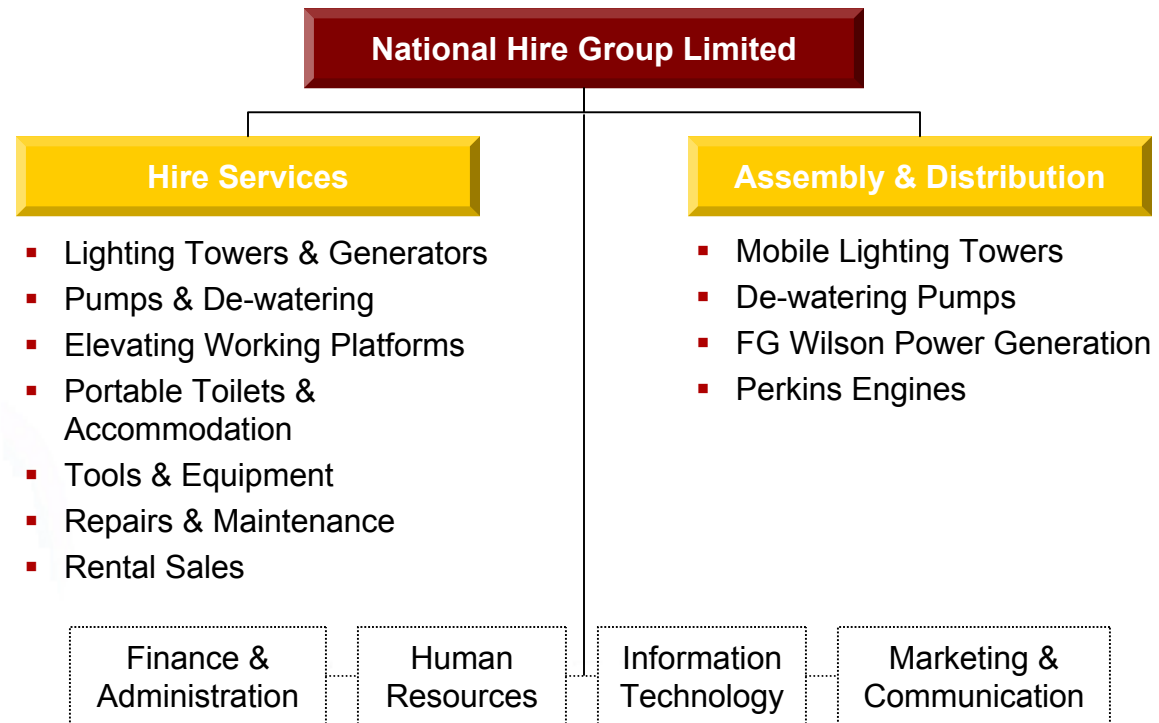 National Hire Group Limited
Hire Services
Lighting Towers & Generators
Pumps & De-watering
Elevating Working Platforms
Portable Toilets &
Accommodation
Tools & Equipment
Repairs & Maintenance
Rental Sales
Assembly & Distribution
Mobile Lighting Towers
De-watering Pumps
FG Wilson Power Generation
Perkins Engines
Finance &
Administration
Human
Resources
Information
Technology
Marketing &
Communication